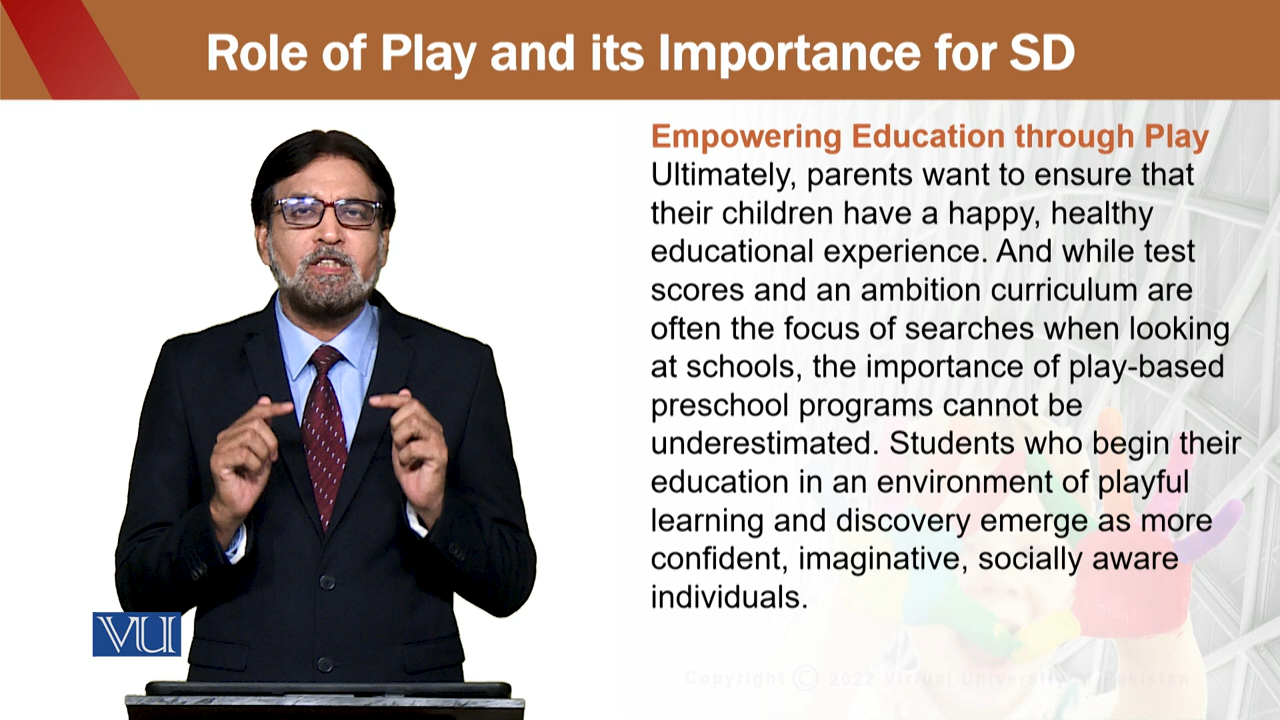 Role of Play and its Importance for SD
Empowering Education through Play
Ultimately, parents want to ensure that
their children have a happy, healthy
educational experience. And while test
scores and an ambition curriculum are
often the focus of searches when looking
at schools, the importance of play-based
preschool programs cannot be
underestimated. Students who begin their
education in an environment of playful
learning and discovery emerge as more
confident, imaginative, socially aware
individuals.
VU
Copyright © 2022 Virtual University of Pakistan